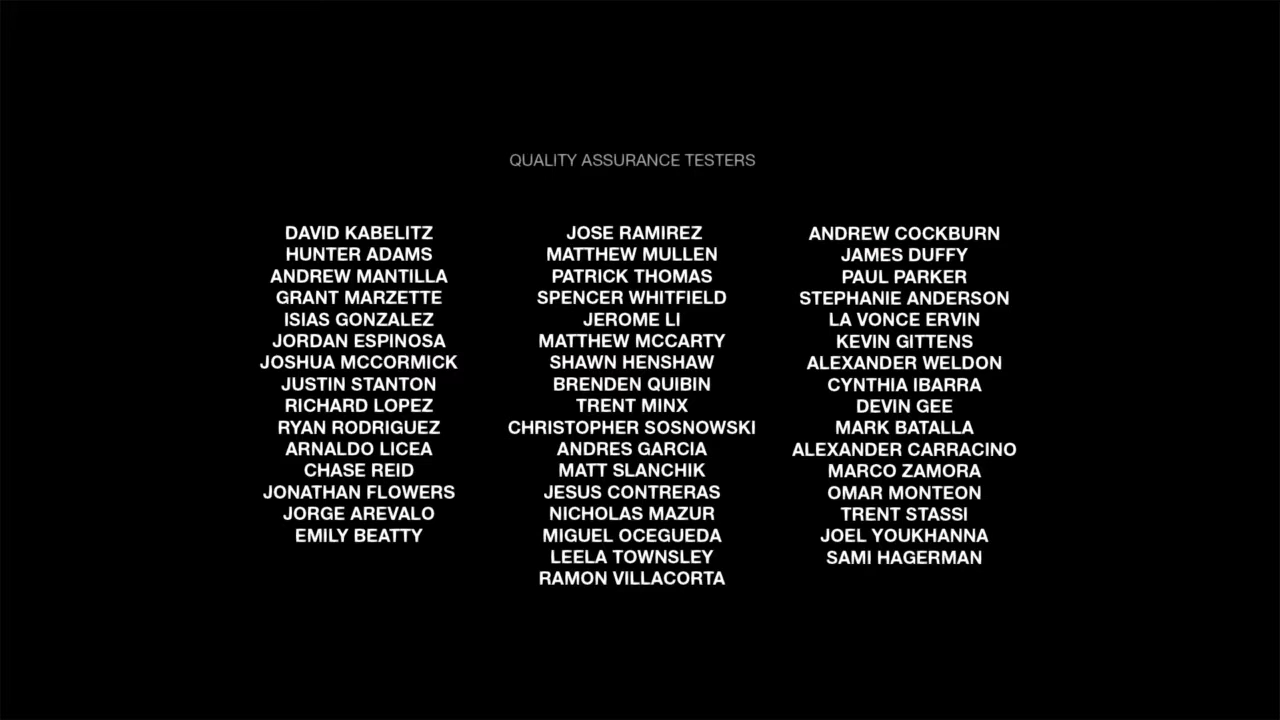 QUALITY ASSURANCE TESTERS
DAVID KABELITZ
HUNTER ADAMS
ANDREW MANTILLA
GRANT MARZETTE
ISIAS GONZALEZ
JORDAN ESPINOSA
JOSHUA MCCORMICK
JUSTIN STANTON
RICHARD LOPEZ
RYAN RODRIGUEZ
ARNALDO LICEA
CHASE REID
JONATHAN FLOWERS
JORGE AREVALO
EMILY BEATTY
JOSE RAMIREZ
MATTHEW MULLEN
PATRICK THOMAS
SPENCER WHITFIELD
JEROME LI
MATTHEW MCCARTY
SHAWN HENSHAW
BRENDEN QUIBIN
TRENT MINX
CHRISTOPHER SOSNOWSKI
ANDRES GARCIA
MATT SLANCHIK
JESUS CONTRERAS
NICHOLAS MAZUR
MIGUEL OCEGUEDA
LEELA TOWNSLEY
RAMON VILLACORTA
ANDREW COCKBURN
JAMES DUFFY
PAUL PARKER
STEPHANIE ANDERSON
LA VONCE ERVIN
KEVIN GITTENS
ALEXANDER WELDON
CYNTHIA IBARRA
DEVIN GEE
MARK BATALLA
ALEXANDER CARRACINO
MARCO ZAMORA
OMAR MONTEON
TRENT STASSI
JOEL YOUKHANNA
SAMI HAGERMAN